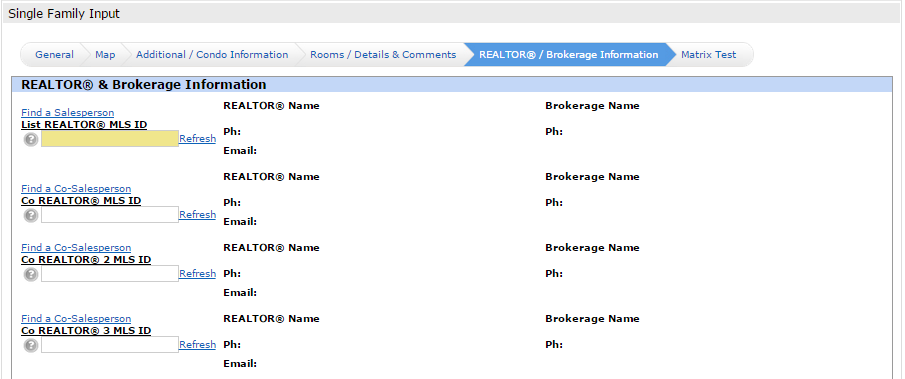 Single Family Input
General Map Additional / Condo Information Rooms / Details & Comments REALTOR® / Brokerage Information Matrix Test
REALTOR® & Brokerage Information
REALTOR® Name Brokerage Name
Find a Salesperson
List REALTOR® MLS ID
Ph: Ph:
? Refresh
Email:
REALTOR® Name Brokerage Name
Find a Co-Salesperson
Co REALTOR® MLS ID
Ph: Ph:
? Refresh
Email:
Find a Co-Salesperson REALTOR® Name Brokerage Name
Co REALTOR® 2 MLS ID
? Refresh Ph: Ph:
Email:
Find a Co-Salesperson REALTOR® Name Brokerage Name
Co REALTOR® 3 MLS ID
? Refresh Ph: Ph:
Email: